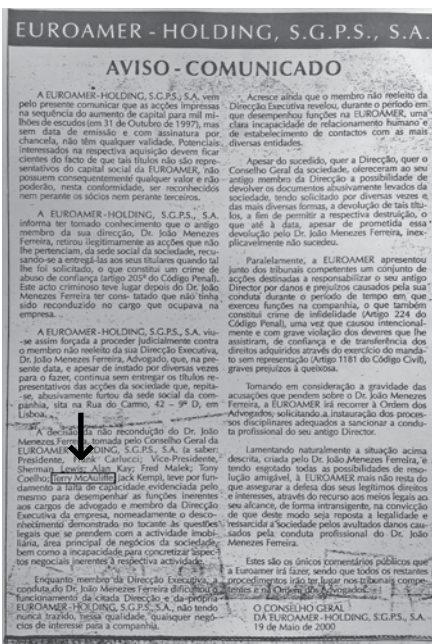 EUROAMER - HOLDING, S.G.P.S., S.A.
AVISO - COMUNICADO
A EUROAMER-HOLDING, S.G.P.S., S.A. vem
pelo presente comunicar que as acções impressas
na sequência do aumento de capital para mil mi-
lhões de escudos (em 31 de Outubro de 1997), mas
sem data de emissão e com assinatura por
chancela, não têm qualquer validade. Potenciais
interessados na respectiva aquisição devem ficar
cientes do facto de que tais títulos não são repre-
sentativos do capital social da EUROAMER, não
possuem consequentemente qualquer valor e não
poderão, nesta conformidade, ser reconhecidos
nem perante os sócios nem perante terceiros.
A EUROAMER-HOLDING, S.G.P.S., S.A.
informa ter tomado conhecimento que o antigo
membro da sua direcção, Dr. João Menezes
Ferreira, retirou ilegitimamente as acções que não
lhe pertenciam, da sede social da sociedade, recu-
sando-se a entregá-las aos seus titulares quando tal
lhe foi solicitado, o que constitui um crime de
abuso de confiança (artigo 205º do Código Penal).
Este acto criminoso teve lugar depois do Dr. João
Menezes Ferreira ter cons- tatado que não tinha
sido reconduzido no cargo que ocupava na
empresa.
A EUROAMER-HOLDING, S.G.P.S., S.A. viu-
-se assim forçada a proceder judicialmente contra
o membro não reeleito da sua Direcção Executiva,
Dr. João Menezes Ferreira, Advogado, que, na pre-
sente data, e apesar de instado por diversas vezes
para o fazer, continua sem entregar os títulos re-
presentativos das acções da sociedade que, repita-
-se, abusivamente furtou da sede social da com-
panhia, sita na Rua do Carmo, 42 – 9º D, em
Lisboa.
A decisão da não recondução do Dr. João
Menezes Ferreira, tomada pelo Conselho Geral da
EUROAMER-HOLDING, S.G.P.S., S.A. (a saber:
Presidente, Frank Carlucci; Vice-Presidente,
Sherman Lewis; Alan Kay; Fred Malek; Tony
Coelho; Terry McAuliffe; Jack Kemp), teve por fun-
damento a falta de capacidade evidenciada pelo
mesmo para desempenhar as funções inerentes
aos cargos de advogado e membro da Direcção
Executiva da empresa, nomeadamente o desco-
nhecimento demonstrado no tocante às questões
legais que se prendem com a actividade imobi-
liária, área principal de negócios da sociedade,
bem como a incapacidade para concretizar aspec-
tos negociais inerentes à respectiva actividade.
Enquanto membro da Direcção Executiva, a
conduta do Dr. João Menezes Ferreira dificultou o
funcionamento da citada Direcção e da própria
EUROAMER-HOLDING, S.G.P.S., S.A., não tendo
nunca trazido, nessa qualidade, quaisquer negó-
cios de interesse para a companhia.
Acresce ainda que o membro não reeleito da
Direcção Executiva revelou, durante o período em
que desempenhou funções na EUROAMER, uma
clara incapacidade de relacionamento humano e
de estabelecimento de contactos com as mais
diversas entidades.
Apesar do sucedido, quer a Direcção, quer o
Conselho Geral da sociedade, ofereceram ao seu
antigo membro da Direcção a possibilidade de
devolver os documentos abusivamente levados da
sociedade, tendo solicitado por diversas vezes e
das mais diversas formas, a devolução de tais títu-
los, a fim de permitir a respectiva destruição, o
que até à data, apesar de prometida essa
devolução pelo Dr. João Menezes Ferreira, inex-
plicavelmente não sucedeu.
Paralelamente, a EUROAMER apresentou
junto dos tribunais competentes um conjunto de
acções destinadas a responsabilizar o seu antigo
Director por danos e prejuízos causados pela sua
conduta durante o período de tempo em que
exerceu funções na companhia, o que também
constitui crime de infidelidade (Artigo 224 do
Código Penal), uma vez que causou intencional-
mente e com grave violação dos deveres que lhe
assistiram, de confiança e de transferência dos
direitos adquiridos através do exercício do manda-
to sem representação (Artigo 1181 do Código Civil),
graves prejuízos à queixosa.
Tomando em consideração a gravidade das
acusações que pendem sobre o Dr. João Menezes
Ferreira, a EUROAMER irá recorrer à Ordem dos
Advogados, solicitando a instauração dos proces-
sos disciplinares adequados a sancionar a condu-
ta profissional do seu antigo Director.
Lamentando naturalmente a situação acima
descrita, criada pelo Dr. João Menezes Ferreira, e
tendo esgotado todas as possibilidades de reso-
lução amigável, à EUROAMER mais não resta do
que assegurar a defesa dos seus legítimos direitos
e interesses, através do recurso aos meios legais ao
seu alcance, de forma intransigente, na convicção
de que deste modo seja reposta a legalidade e
ressarcida a sociedade pelos avultados danos cau-
sados pela conduta profissional do Dr. João
Menezes Ferreira.
Estes são os únicos comentários públicos que
a Euroamer irá fazer, sendo que todos os restantes
procedimentos irão ter lugar nos tribunais compe-
tentes e na Ordem dos Advogados.
O CONSELHO GERAL
DA EUROAMER-HOLDING, S.G.P.S., S.A.
19 de Maio de 2000